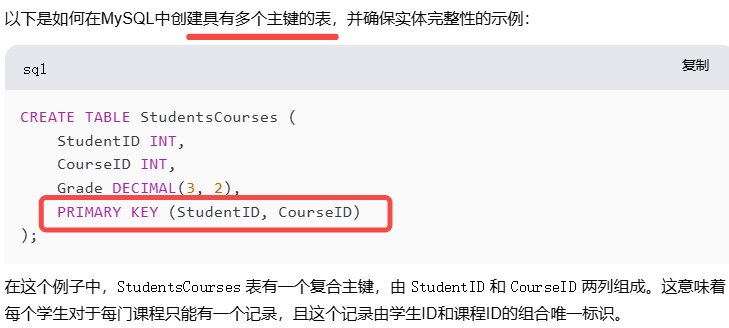 以下是如何在MySQL中创建具有多个主键的表，并确保实体完整性的示例：
sql
复制
CREATE TABLE StudentsCourses (
    StudentID INT,
    CourseID INT,
    Grade DECIMAL(3, 2),
    PRIMARY KEY (StudentID, CourseID)
);
在这个例子中，StudentsCourses 表有一个复合主键，由 StudentID 和 CourseID 两列组成。这意味着
每个学生对于每门课程只能有一个记录，且这个记录由学生ID和课程ID的组合唯一标识。